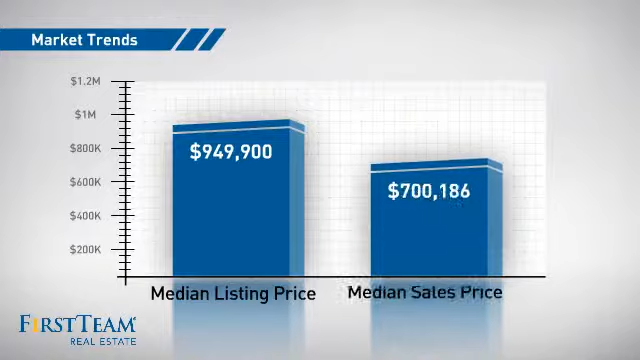 Market Trends
$1.2M
$1M
$800K
$600K
$400K
$200K
$949,900
$700,186
Median Listing Price
Median Sales Price
FIRSTTEAM®
REAL ESTATE